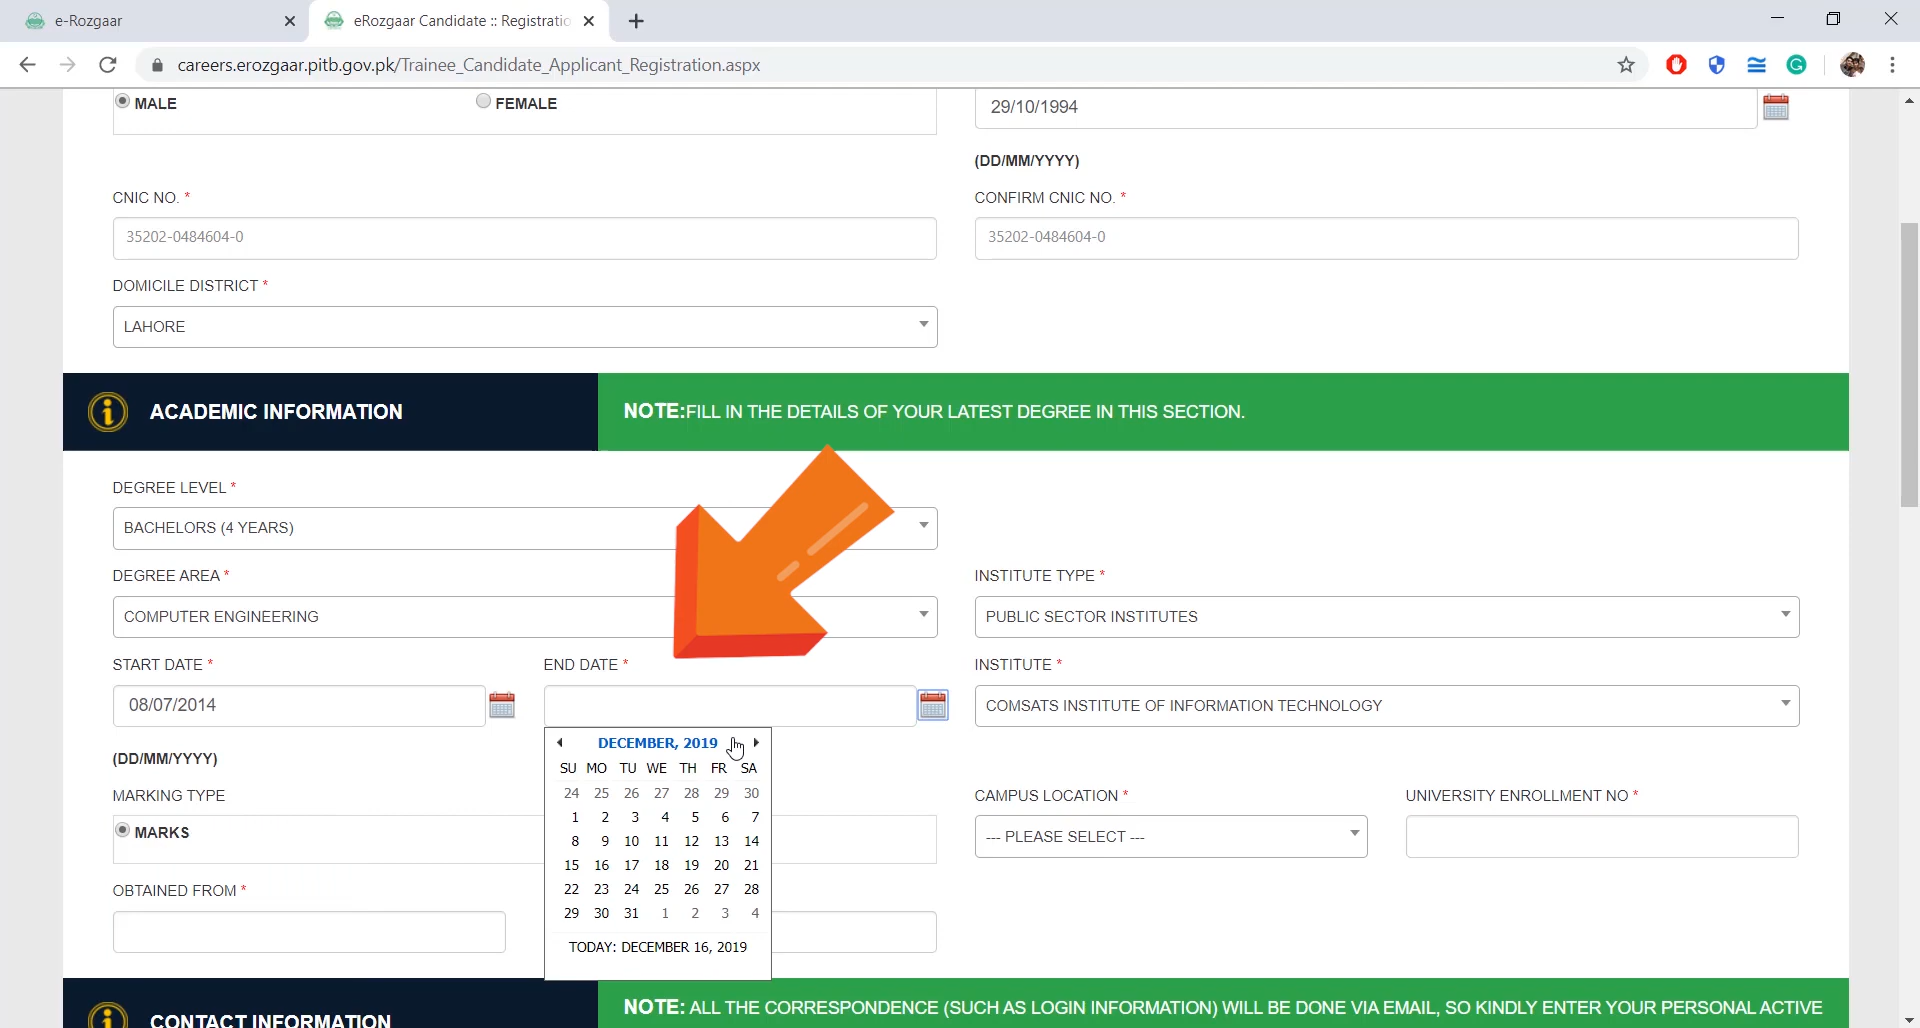 e-Rozgaar
eRozgaar Candidate :: Registratio
careers.erozgaar.pitb.gov.pk/Trainee_Candidate_Applicant_Registration.aspx
MALE
FEMALE
29/10/1994
(DD/MM/YYYY)
CNIC NO. *
CONFIRM CNIC NO. *
35202-0484604-0
35202-0484604-0
DOMICILE DISTRICT *
LAHORE
ACADEMIC INFORMATION
NOTE:FILL IN THE DETAILS OF YOUR LATEST DEGREE IN THIS SECTION.
DEGREE LEVEL *
BACHELORS (4 YEARS)
DEGREE AREA *
INSTITUTE TYPE *
COMPUTER ENGINEERING
PUBLIC SECTOR INSTITUTES
START DATE *
END DATE *
INSTITUTE *
08/07/2014
COMSATS INSTITUTE OF INFORMATION TECHNOLOGY
(DD/MM/YYYY)
DECEMBER, 2019
SU MO TU WE TH FR SA
24 25 26 27 28 29 30
1 2 3 4 5 6 7
8 9 10 11 12 13 14
15 16 17 18 19 20 21
22 23 24 25 26 27 28
29 30 31 1 2 3 4
TODAY: DECEMBER 16, 2019
MARKING TYPE
CAMPUS LOCATION *
UNIVERSITY ENROLLMENT NO *
MARKS
--- PLEASE SELECT ---
OBTAINED FROM *
CONTACT INFORMATION
NOTE: ALL THE CORRESPONDENCE (SUCH AS LOGIN INFORMATION) WILL BE DONE VIA EMAIL, SO KINDLY ENTER YOUR PERSONAL ACTIVE